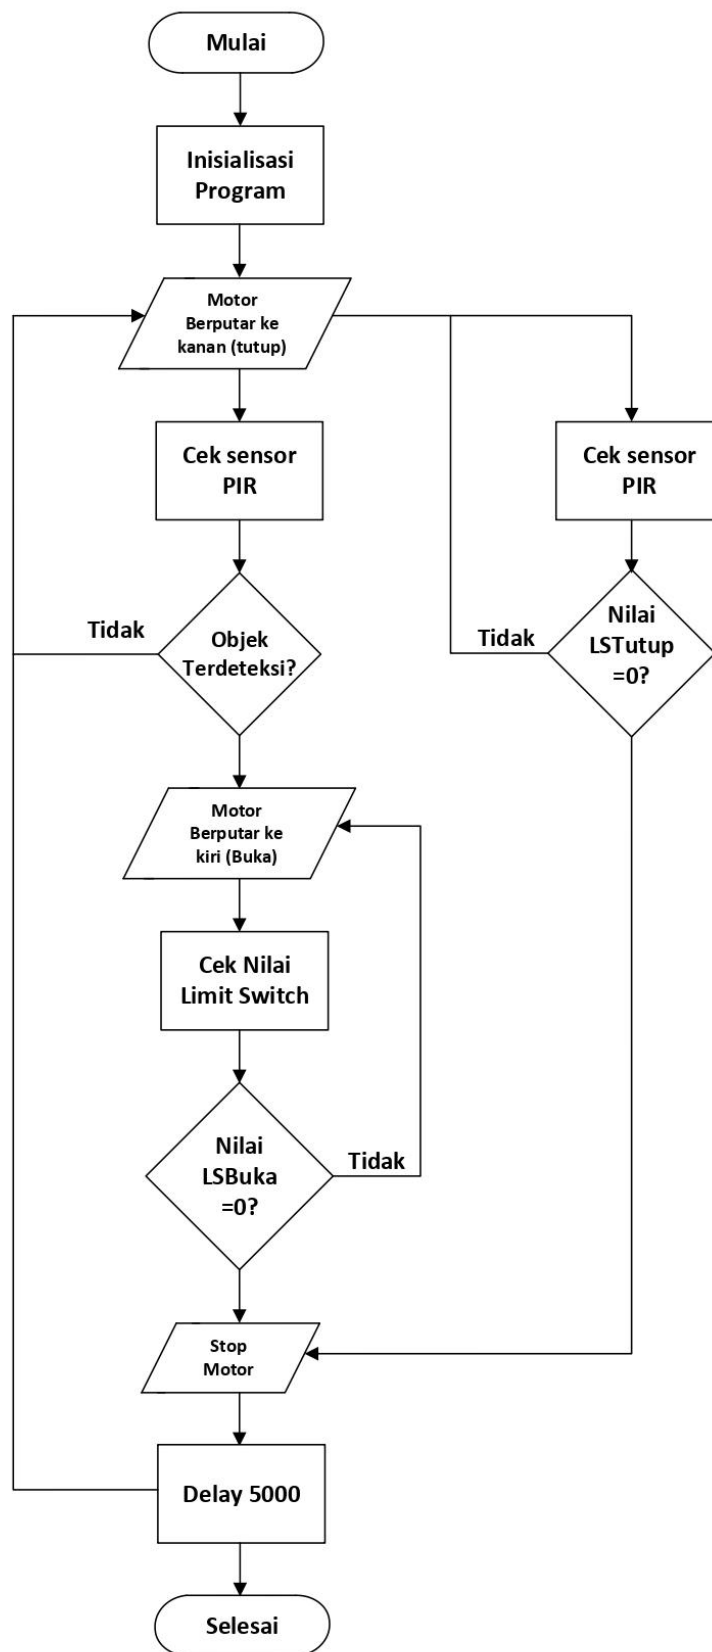 Mulai
Inisialisasi
Program
Motor
Berputar ke
kanan (tutup)
Cek sensor
PIR
Cek sensor
PIR
Tidak
Objek
Terdeteksi?
Tidak
Nilai
LSTutup
=0?
Motor
Berputar ke
kiri (Buka)
Cek Nilai
Limit Switch
Nilai
LSBuka
=0?
Tidak
Stop
Motor
Delay 5000
Selesai